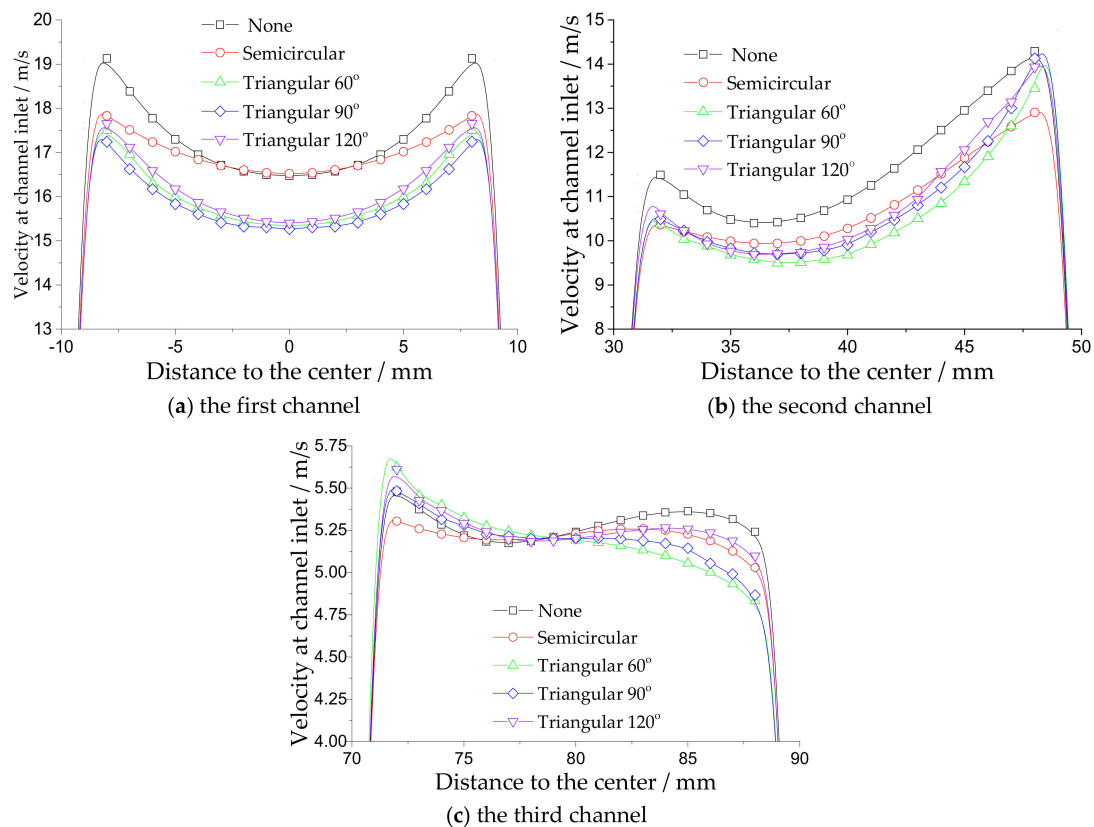 Velocity at channel inlet / m/s
20
19
18
17
16
15
14
13
None
Semicircular
Triangular 60°
Triangular 90°
Triangular 120°
-10
-5
0
5
10
Distance to the center / mm
(a) the first channel
Velocity at channel inlet / m/s
15
14
13
12
11
10
9
8
None
Semicircular
Triangular 60°
Triangular 90°
Triangular 120°
30
35
40
45
50
Distance to the center / mm
(b) the second channel
Velocity at channel inlet / m/s
5.75
5.50
5.25
5.00
4.75
4.50
4.25
4.00
None
Semicircular
Triangular 60°
Triangular 90°
Triangular 120°
70
75
80
85
90
Distance to the center / mm
(c) the third channel